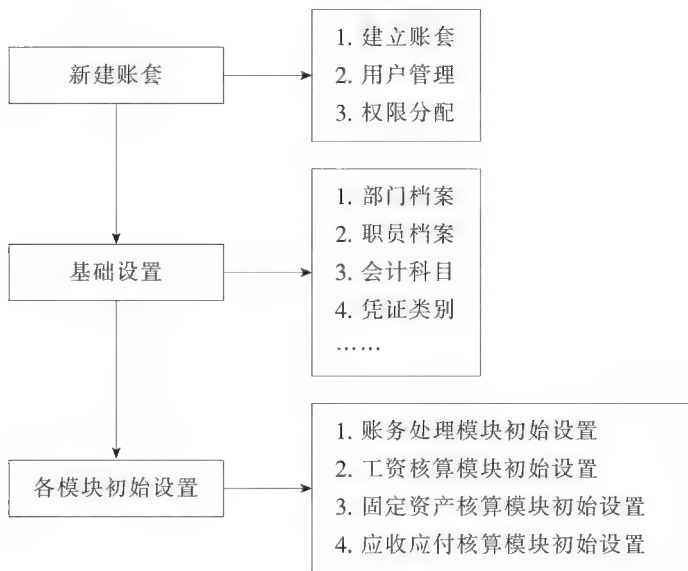 新建账套
1. 建立账套
2. 用户管理
3. 权限分配
基础设置
1. 部门档案
2. 职员档案
3. 会计科目
4. 凭证类别
……
各模块初始设置
1. 账务处理模块初始设置
2. 工资核算模块初始设置
3. 固定资产核算模块初始设置
4. 应收应付核算模块初始设置